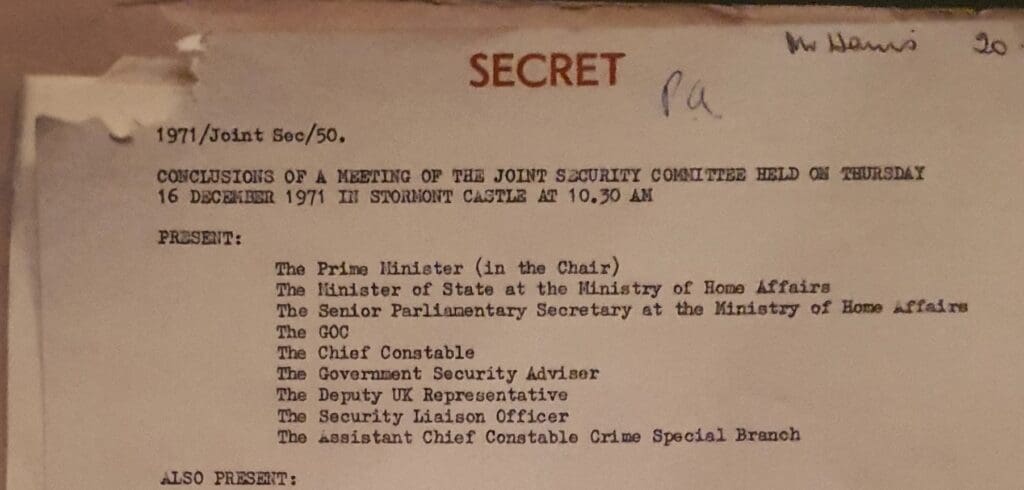 Mr Harris 20
SECRET
Pa
1971/Joint Sec/50.
CONCLUSIONS OF A MEETING OF THE JOINT SECURITY COMMITTEE HELD ON THURSDAY
16 DECEMBER 1971 IN STORMONT CASTLE AT 10.30 AM
PRESENT:
The Prime Minister (in the Chair)
The Minister of State at the Ministry of Home Affairs
The Senior Parliamentary Secretary at the Ministry of Home Affairs
The GOC
The Chief Constable
The Government Security Adviser
The Deputy UK Representative
The Security Liaison Officer
The Assistant Chief Constable Crime Special Branch
ALSO PRESENT: